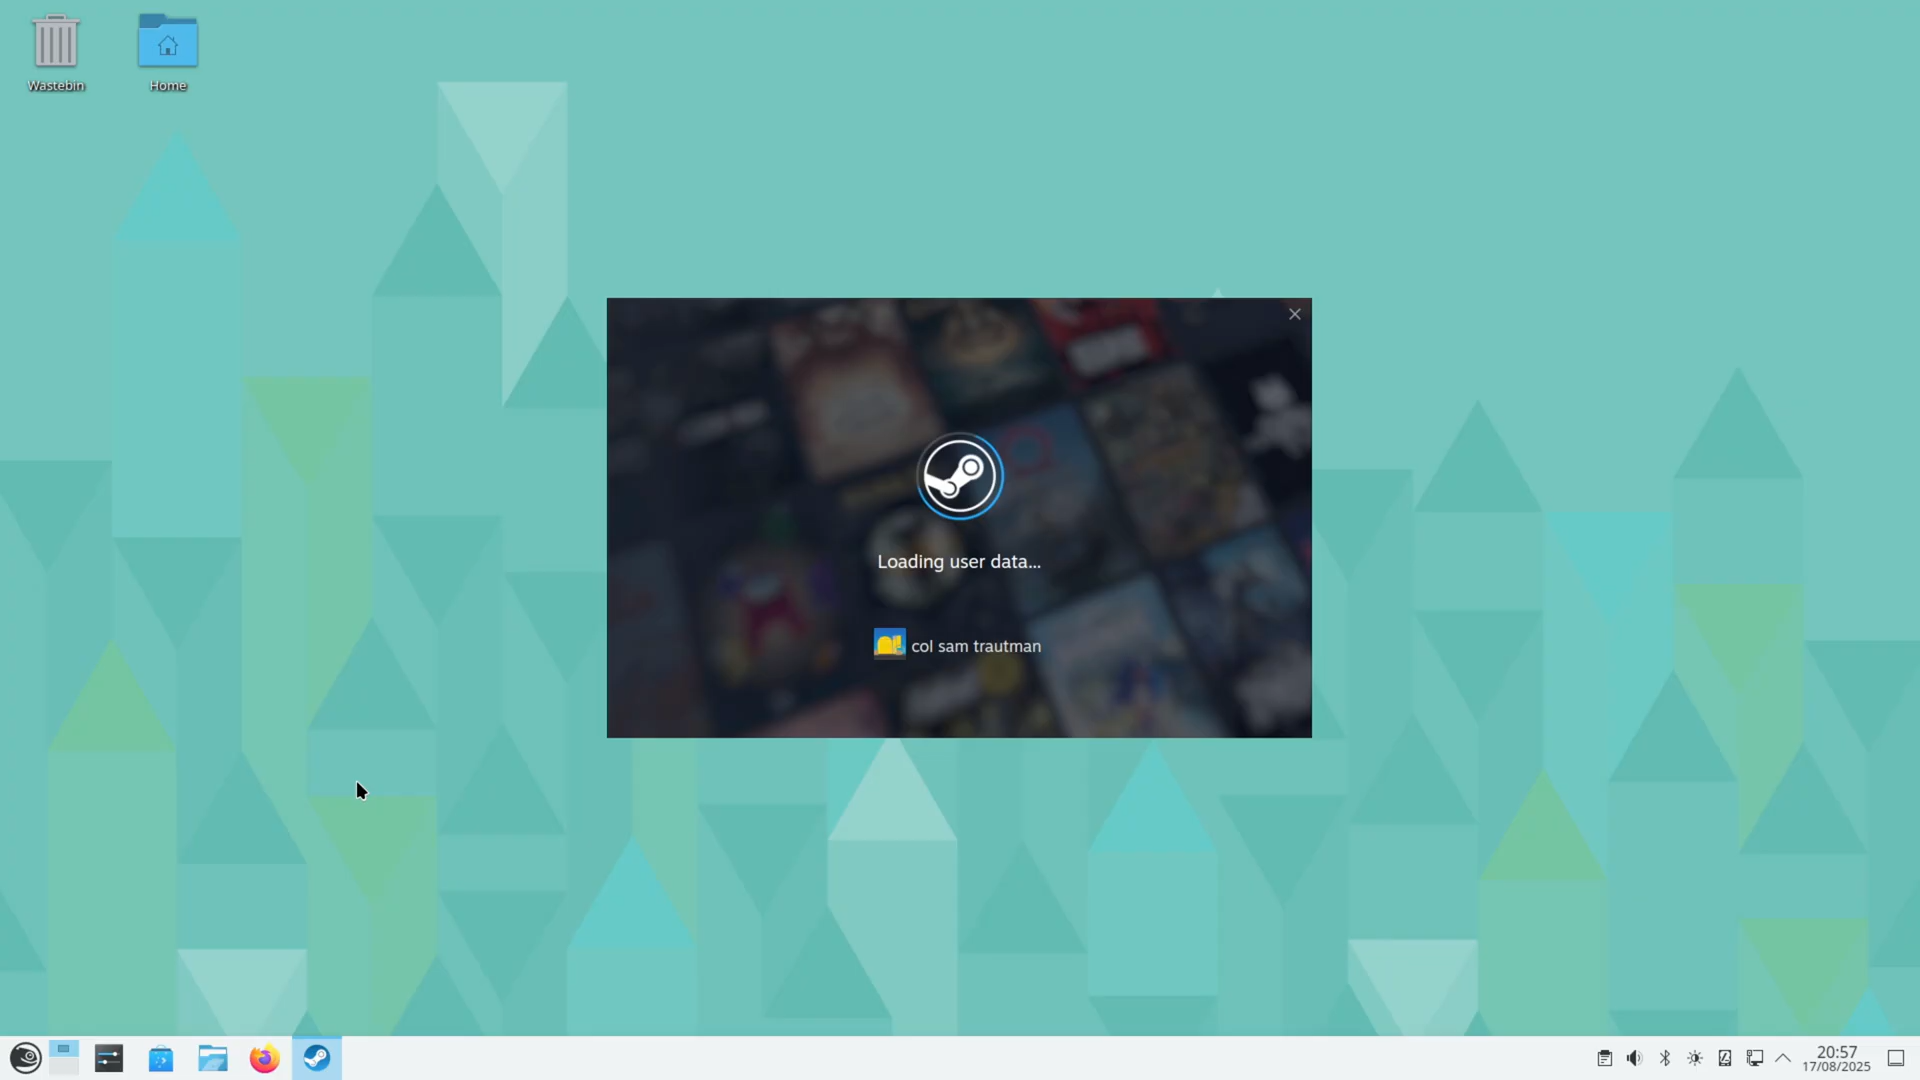 Wastebin
Home
Loading user data...
col sam trautman
20:57
17/08/2025